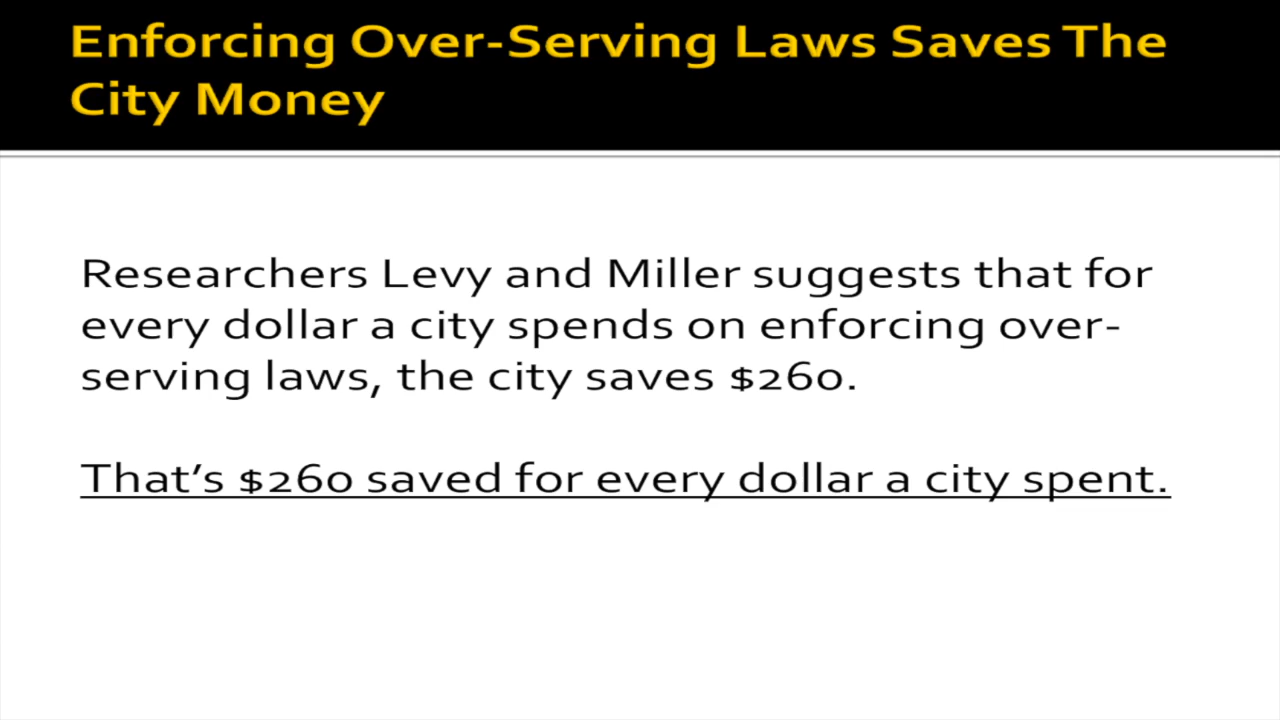 Enforcing Over-Serving Laws Saves The
City Money
Researchers Levy and Miller suggests that for
every dollar a city spends on enforcing over-
serving laws, the city saves $260.
That’s $260 saved for every dollar a city spent.